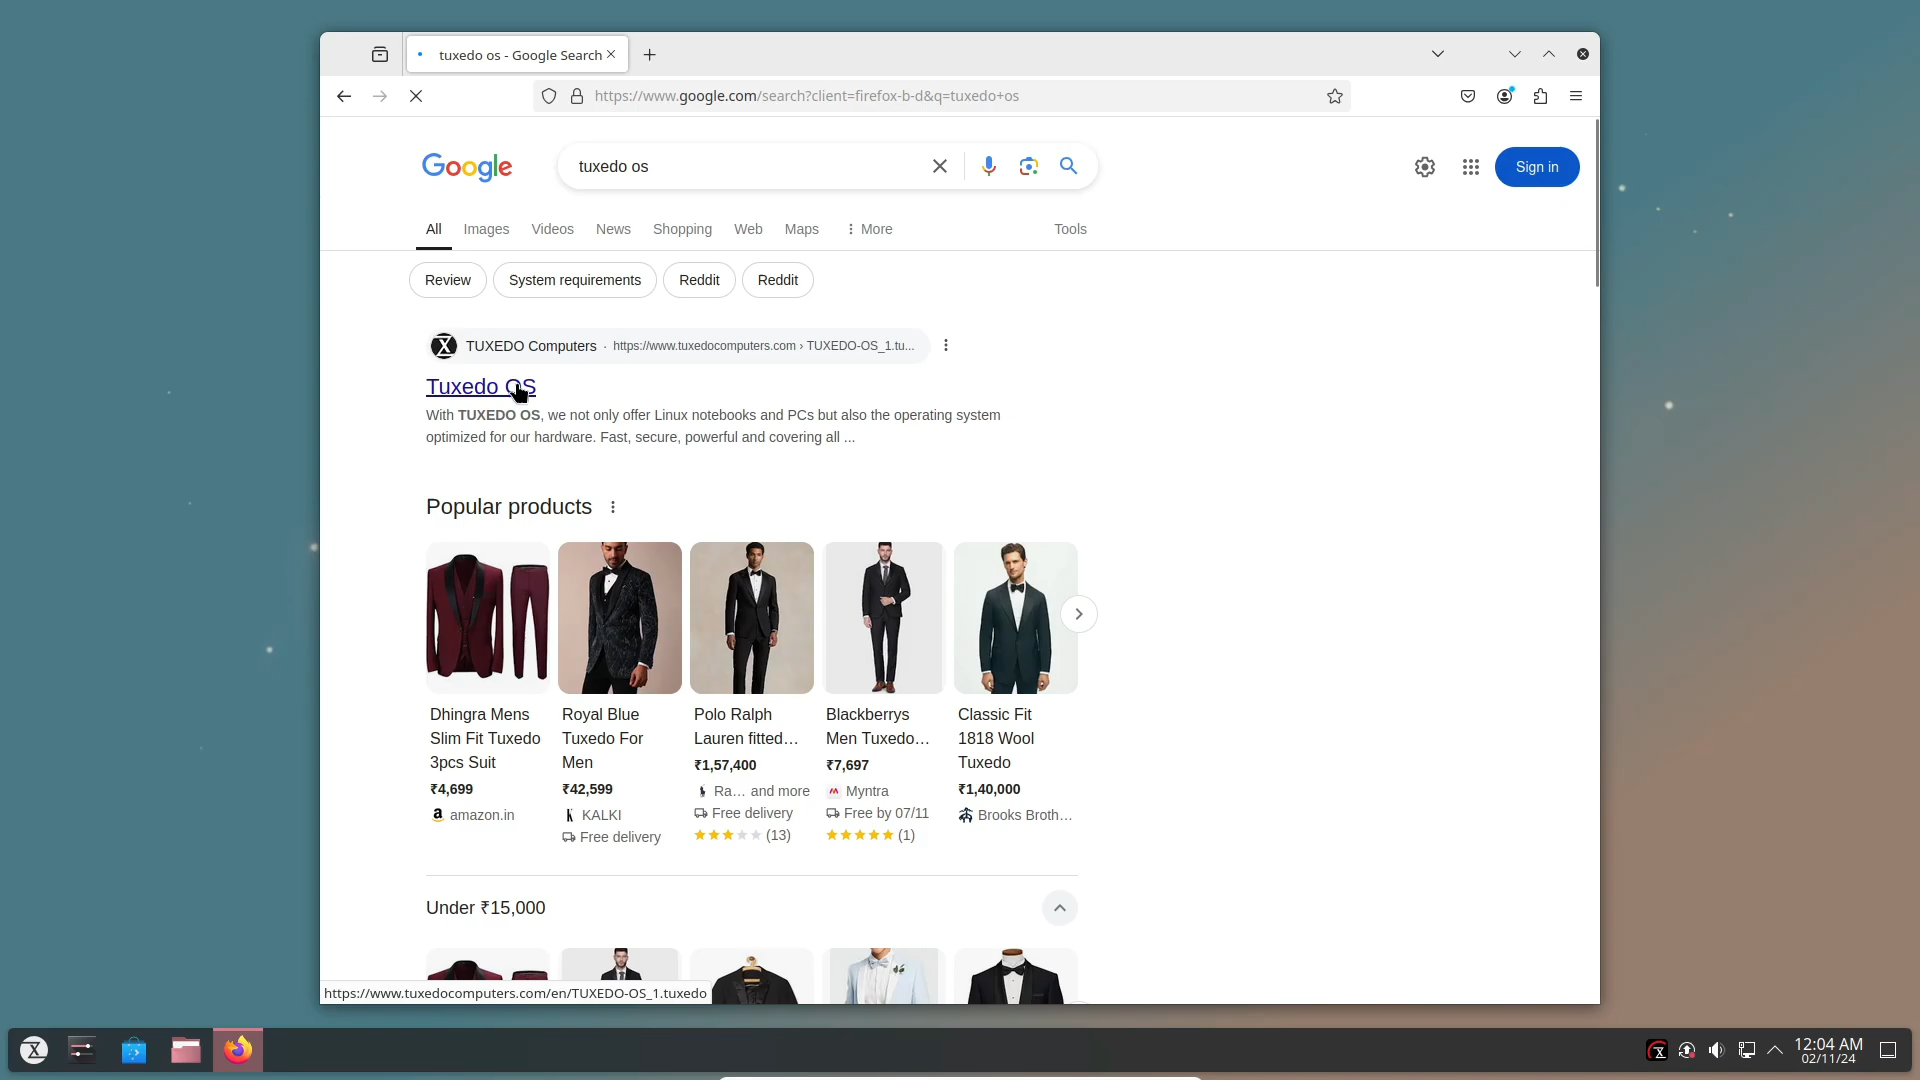 tuxedo os - Google Search
https://www.google.com/search?client=firefox-b-d&q=tuxedo+os
Google
tuxedo os
Sign in
All Images Videos News Shopping Web Maps More Tools
Review System requirements Reddit Reddit
TUXEDO Computers · https://www.tuxedocomputers.com › TUXEDO-OS_1.tu...
Tuxedo OS
With TUXEDO OS, we not only offer Linux notebooks and PCs but also the operating system
optimized for our hardware. Fast, secure, powerful and covering all ...
Popular products
Dhingra Mens
Slim Fit Tuxedo
3pcs Suit
₹4,699
amazon.in
Royal Blue
Tuxedo For
Men
₹42,599
KALKI
Free delivery
Polo Ralph
Lauren fitted...
₹1,57,400
Ra... and more
Free delivery
(13)
Blackberrys
Men Tuxedo...
₹7,697
Myntra
Free by 07/11
(1)
Classic Fit
1818 Wool
Tuxedo
₹1,40,000
Brooks Broth...
Under ₹15,000
https://www.tuxedocomputers.com/en/TUXEDO-OS_1.tuxedo
12:04 AM
02/11/24